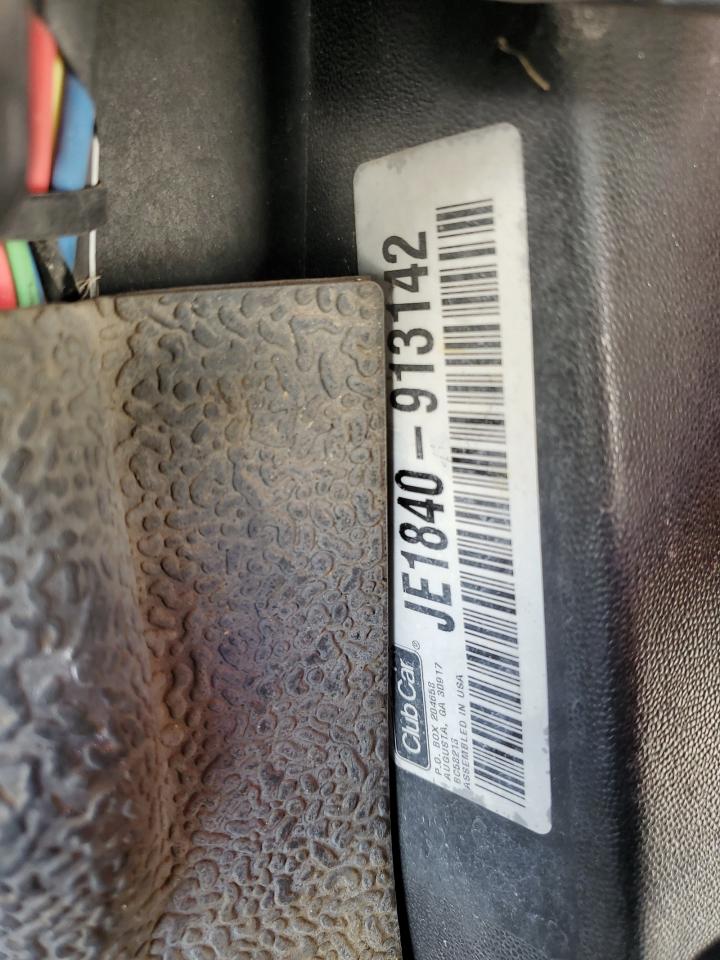 JE1840-913142
Club Car®
P.O. BOX 204658
AUGUSTA, GA 30917
ASSEMBLED IN USA